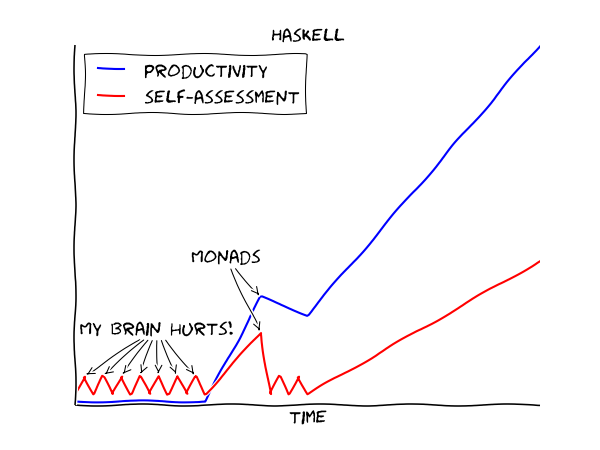 HASKELL
PRODUCTIVITY
SELF-ASSESSMENT
MONADS
MY BRAIN HURTS!
TIME